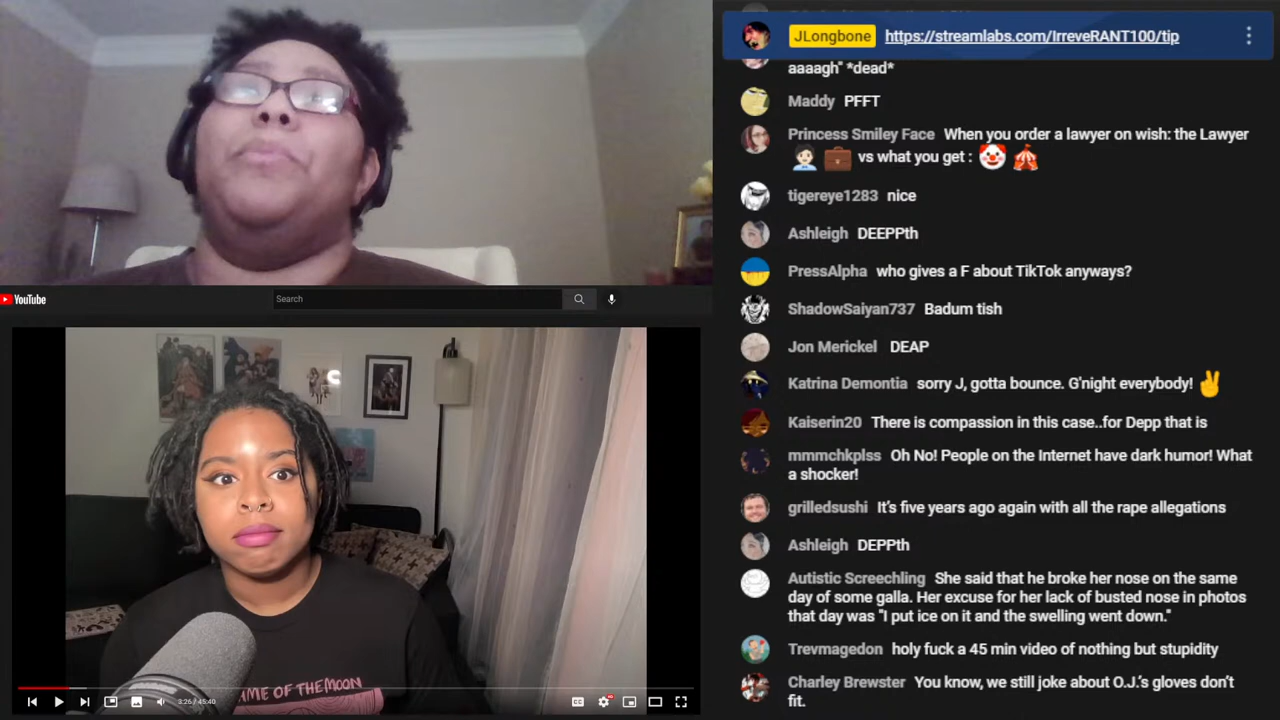 JLongbone https://streamlabs.com/IrreveRANT100/tip
aaaagh" *dead*
Maddy PFFT
Princess Smiley Face When you order a lawyer on wish: the Lawyer
vs what you get :
tigereye1283 nice
Ashleigh DEEPPth
PressAlpha who gives a F about TikTok anyways?
ShadowSaiyan737 Badum tish
Jon Merickel DEAP
Katrina Demontia sorry J, gotta bounce. G'night everybody!
Kaiserin20 There is compassion in this case..for Depp that is
mmmchkplss Oh No! People on the Internet have dark humor! What
a shocker!
grilledsushi It's five years ago again with all the rape allegations
Ashleigh DEPPth
Autistic Screechling She said that he broke her nose on the same
day of some galla. Her excuse for her lack of busted nose in photos
that day was "I put ice on it and the swelling went down."
Trevmagedon holy fuck a 45 min video of nothing but stupidity
Charley Brewster You know, we still joke about O.J.'s gloves don't
fit.
YouTube
Search
AME OF THE MOON
3:26 / 45:40